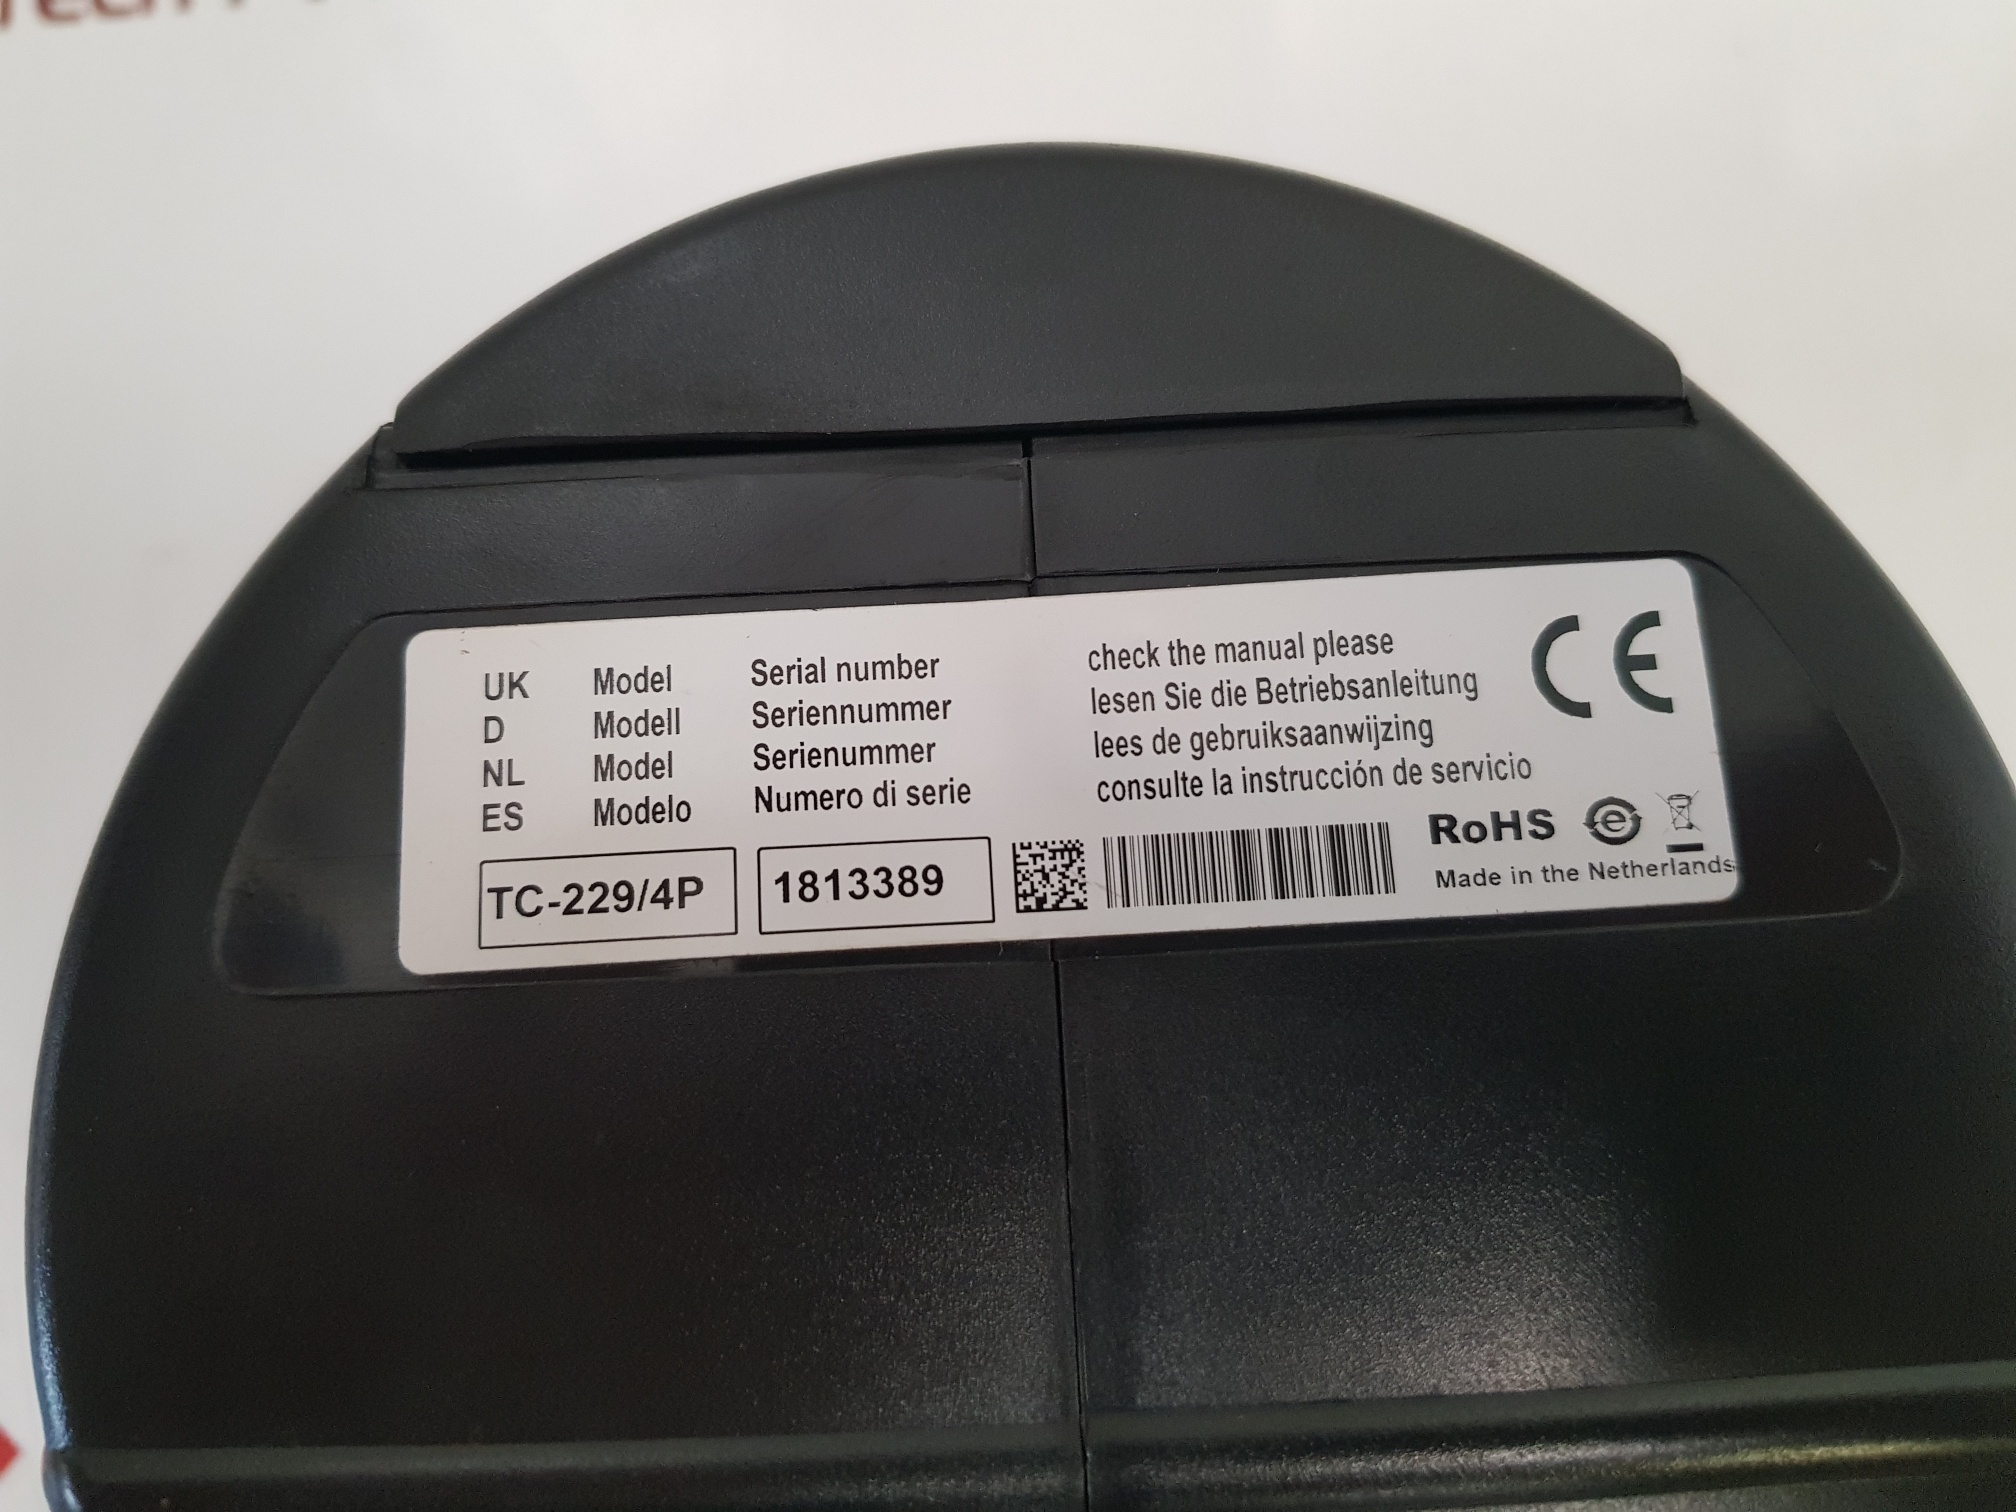 UK Model Serial number
D Modell Seriennummer
NL Model Serienummer
ES Modelo Numero di serie
TC-229/4P
1813389
check the manual please
lesen Sie die Betriebsanleitung
lees de gebruiksaanwijzing
consulte la instrucción de servicio
CE
RoHS e
Made in the Netherlands